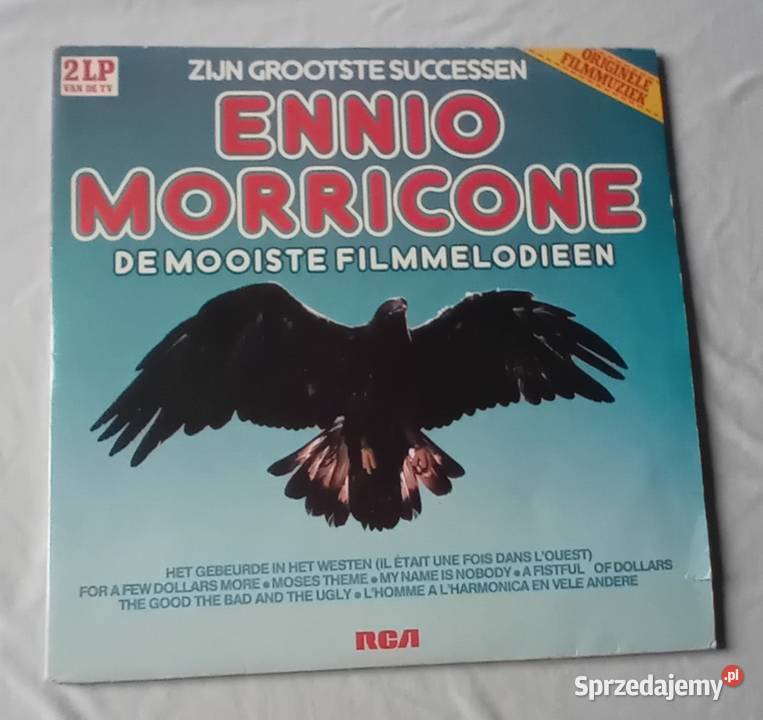 2 LP
VAN DE TV
ZIJN GROOTSTE SUCCESSEN
ORIGINELE
FILMMUZIEK
ENNIO
MORRICONE
DE MOOISTE FILMMELODIEEN
HET GEBEURDE IN HET WESTEN (IL ÉTAIT UNE FOIS DANS L'OUEST)
FOR A FEW DOLLARS MORE • MOSES THEME • MY NAME IS NOBODY • A FISTFUL OF DOLLARS
THE GOOD THE BAD AND THE UGLY • L'HOMME A L'HARMONICA EN VELE ANDERE
RCA
Sprzedajemy.pl